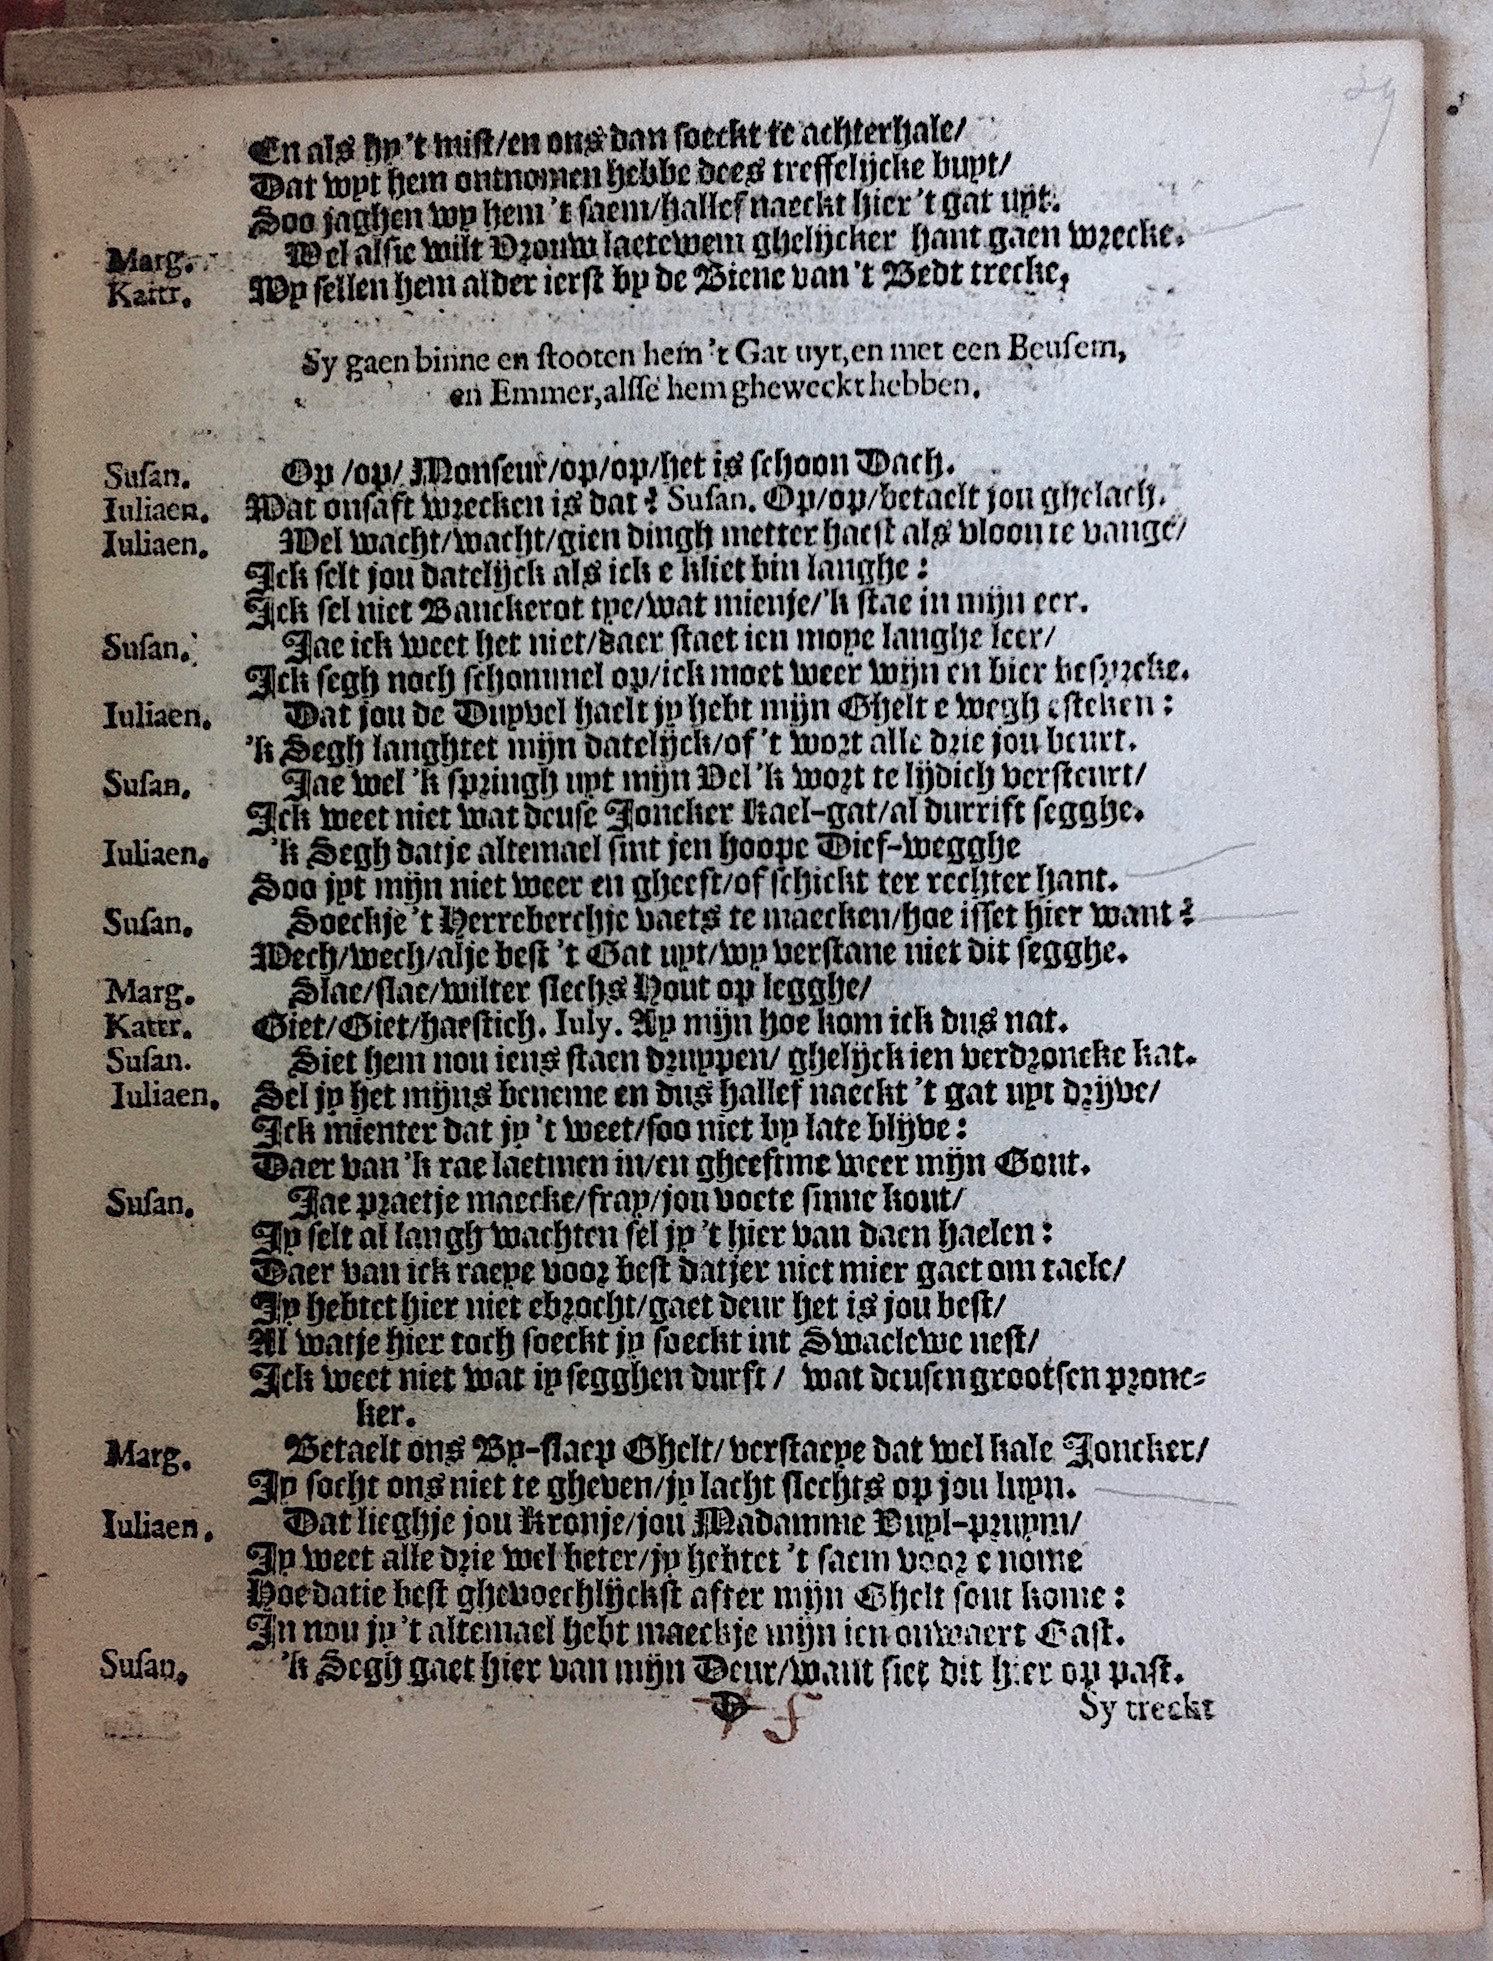 29
En als hy 't mist/en ons dan soeckt te achterhale/
Dat wyt hem ontnomen hebbe dees treffelijcke buyt/
Soo jaghen wy hem 't saem/hallef naeckt hier 't gat uyt.
Marg. Wel alsie wilt Vrouw laetewem ghelijcker hant gaen wrecke.
Kattr. Wy sellen hem alder ierst by de Biene van 't Bedt trecke,
Sy gaen binne en stooten hem 't Gat uyt, en met een Beusem,
en Emmer, alsse hem gheweckt hebben.
Susan. Op/op/Monseur/op/op/het is schoon Dach.
Iuliaen. Wat onsaft wrecken is dat? Susan. Op/op/betaelt jou ghelach.
Iuliaen. Wel wacht/wacht/gien dingh metter haest als vloon te vange/
Ick selt jou datelijck als ick e kliet bin langhe:
Ick sel niet Banckerot tye/wat mienje/'k stae in mijn eer.
Susan. Jae ick weet het niet/daer staet ien moye langhe leer/
Ick segh noch schommel op/ick moet weer wijn en bier bespreke.
Iuliaen. Dat jou de Duyvel haelt jy hebt mijn Ghelt e wegh esteken:
'k Segh langhtet mijn datelijck/of 't wort alle drie jou beurt.
Susan. Jae wel 'k springh uyt mijn Vel 'k wort te lijdich versteurt/
Ick weet niet wat deuse Joncker Kael-gat/al durrift segghe.
Iuliaen. 'k Segh datje altemael sint jen hoope Dief-wegghe
Soo jyt mijn niet weer en gheeft/of schickt ter rechter hant.
Susan. Soeckje 't Herreberchje vaets te maecken/hoe isset hier want?
Wech/wech/alje best 't Gat uyt/wy verstane niet dit segghe.
Marg. Slae/slae/wilter slechs Hout op legghe/
Kattr. Giet/Giet/haestich. July. Ay mijn hoe kom ick dus nat.
Susan. Siet hem nou iens staen druppen/ ghelijck ien verdroncke kat.
Iuliaen. Sel jy het mijns beneme en dus hallef naeckt 't gat uyt drijve/
Ick mienter dat jy 't weet/soo niet by late blijve:
Daer van 'k rae laetmen in/en gheeftme weer mijn Gout.
Susan. Jae praetje maecke/fray/jou voete sinne kout/
Jy selt al langh wachten sel jy 't hier van daen haelen:
Daer van ick raeye voor best datjer niet mier gaet om taele/
Jy hebtet hier niet ebrocht/gaet deur het is jou best/
Al watje hier toch soeckt jy soeckt int Swaelewe nest/
Ick weet niet wat jy segghen durft/ wat deusen grootsen prone-
ker.
Marg. Betaelt ons By-slaep Ghelt/verstaeye dat wel kale Joncker/
Jy socht ons niet te gheven/jy lacht slechts op jou luym.
Iuliaen. Dat lieghje jou Kronje/jou Madamme Vuyl-pruym/
Jy weet alle drie wel beter/jy hebtet 't saem voor e nome
Hoe datie best ghevoechlijckst after mijn Ghelt sout kome:
In nou jy 't altemael hebt maeckje mijn ien onwaert Gast.
Susan. 'k Segh gaet hier van mijn Deur/want siet dit hier op past.
D f
Sy treckt